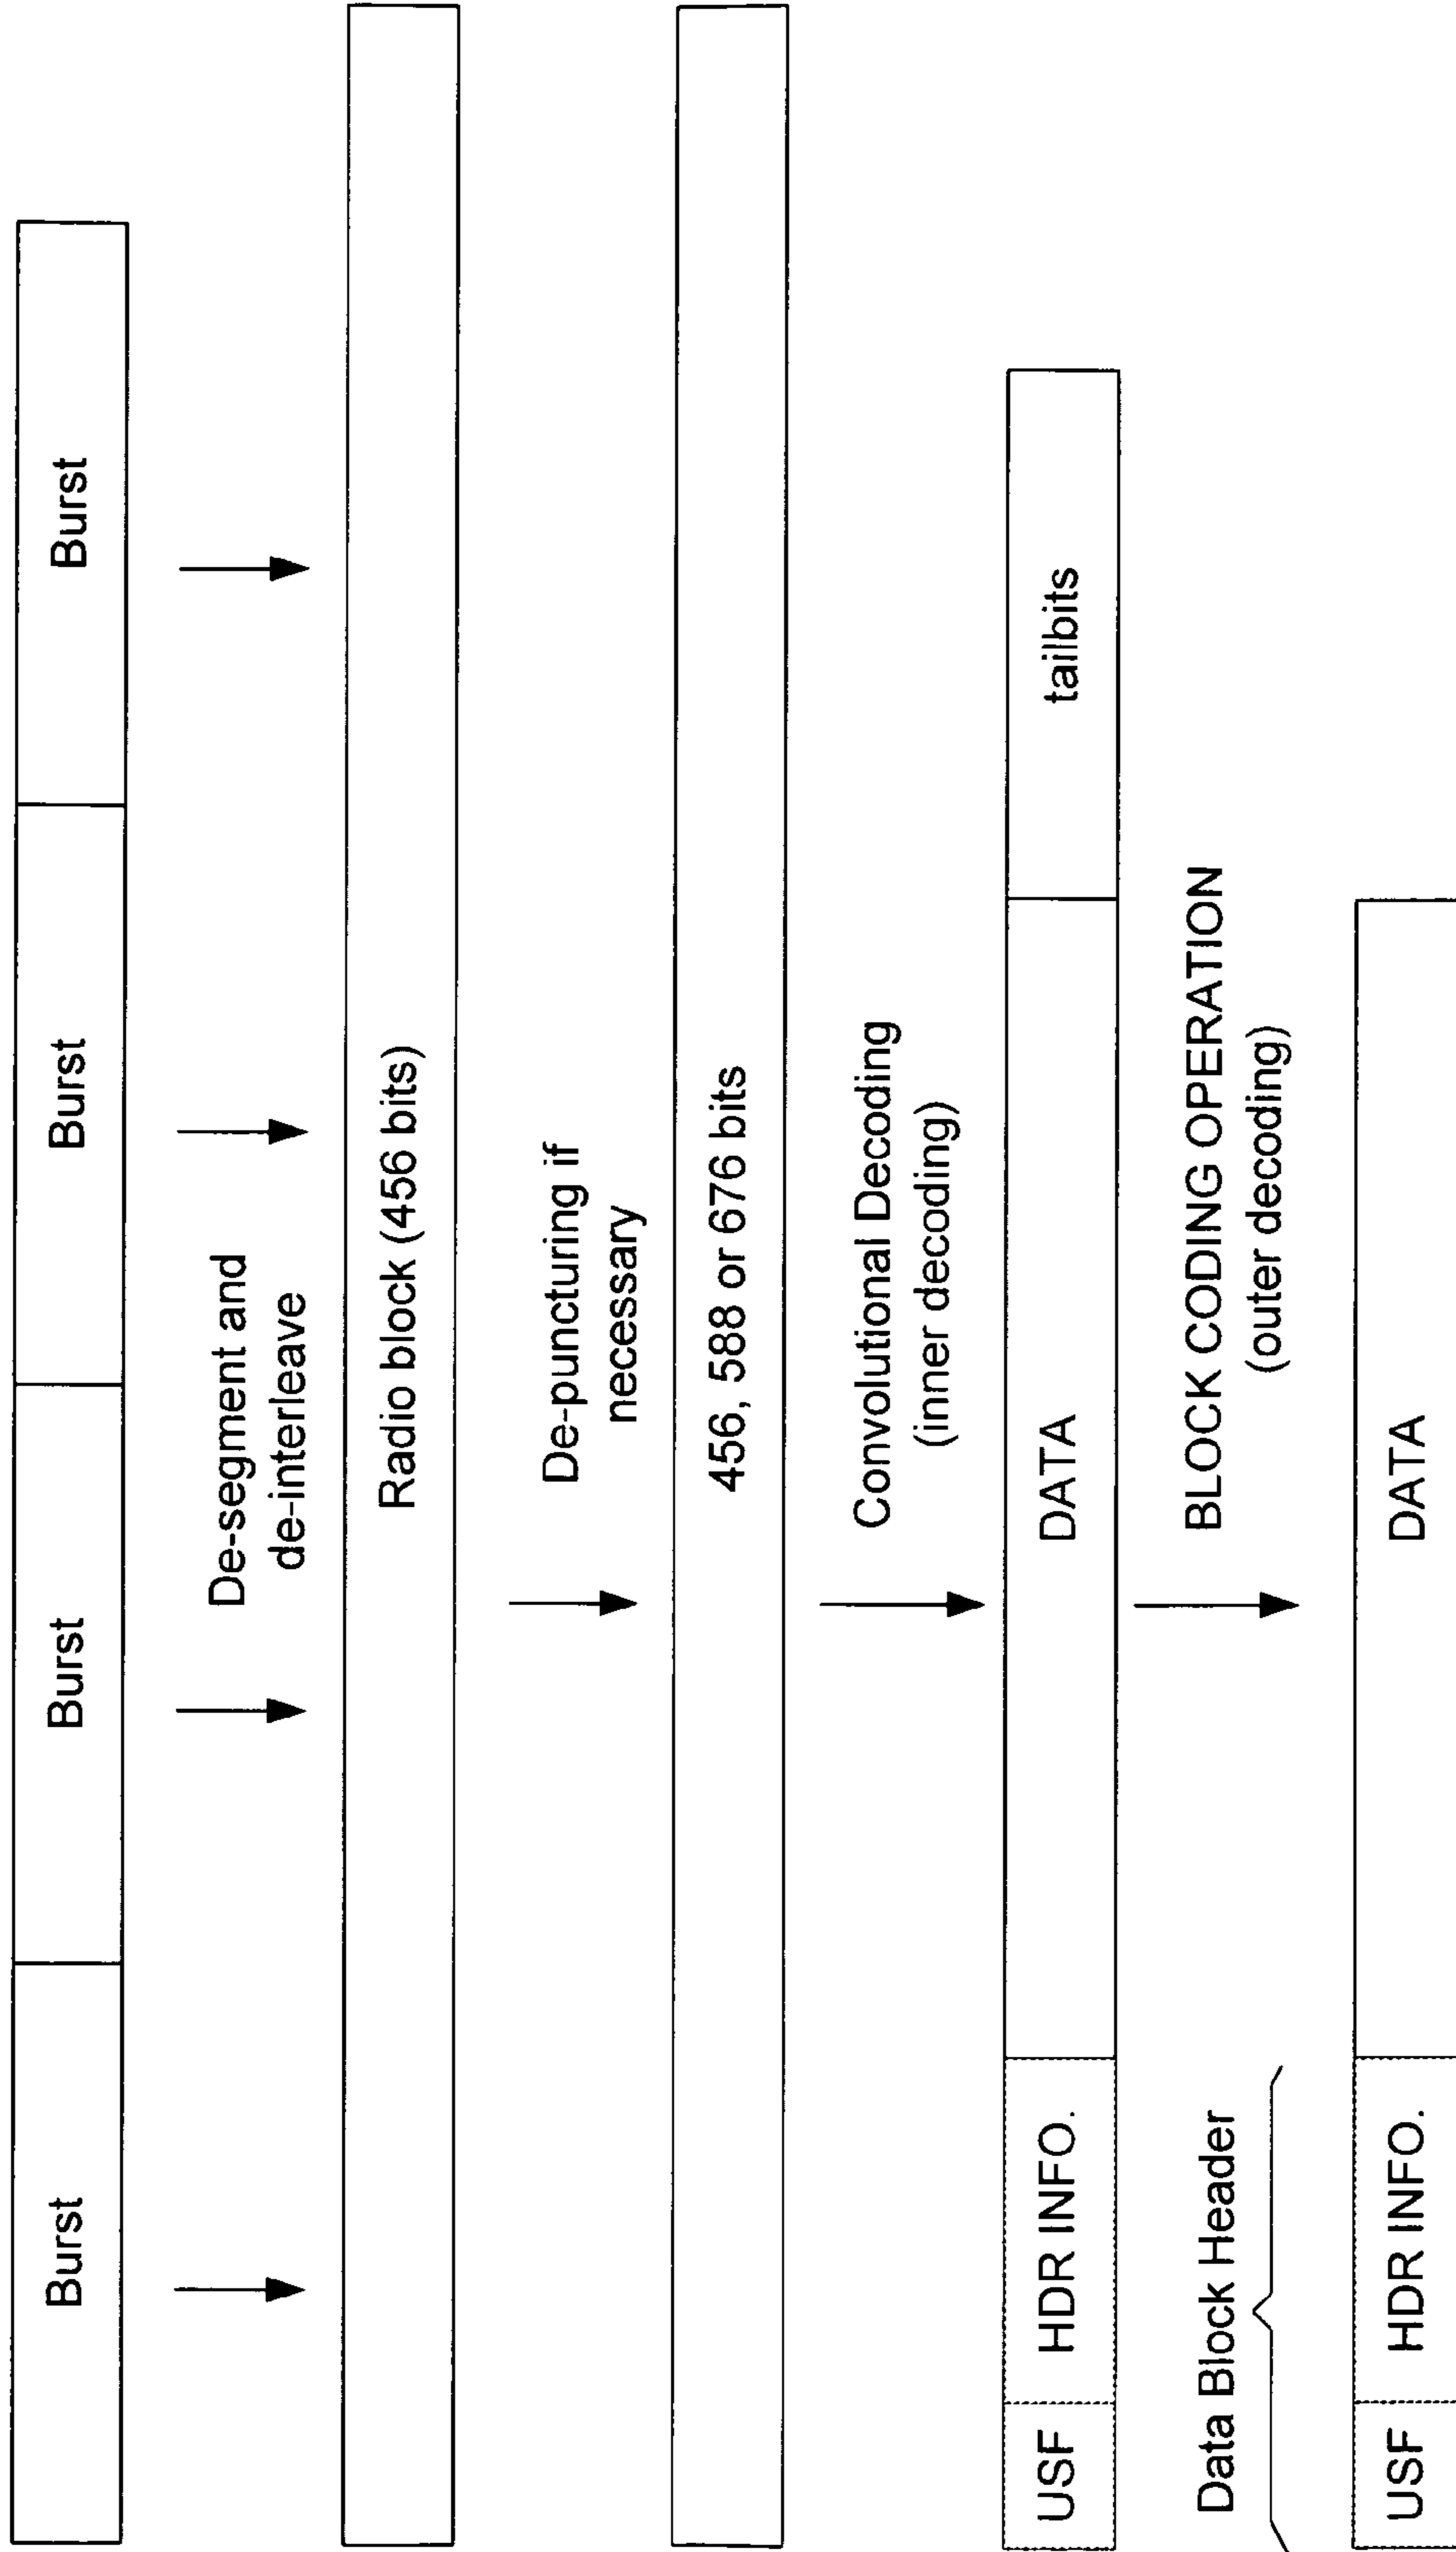 Burst
Burst
Burst
Burst
De-segment and
de-interleave
Radio block (456 bits)
De-puncturing if
necessary
456, 588 or 676 bits
Convolutional Decoding
(inner decoding)
USF
HDR INFO.
DATA
tailbits
Data Block Header
BLOCK CODING OPERATION
(outer decoding)
USF
HDR INFO.
DATA